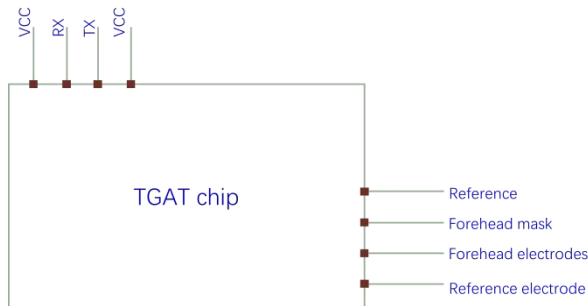 VCC
RX
TX
VCC
TGAT chip
Reference
Forehead mask
Forehead electrodes
Reference electrode